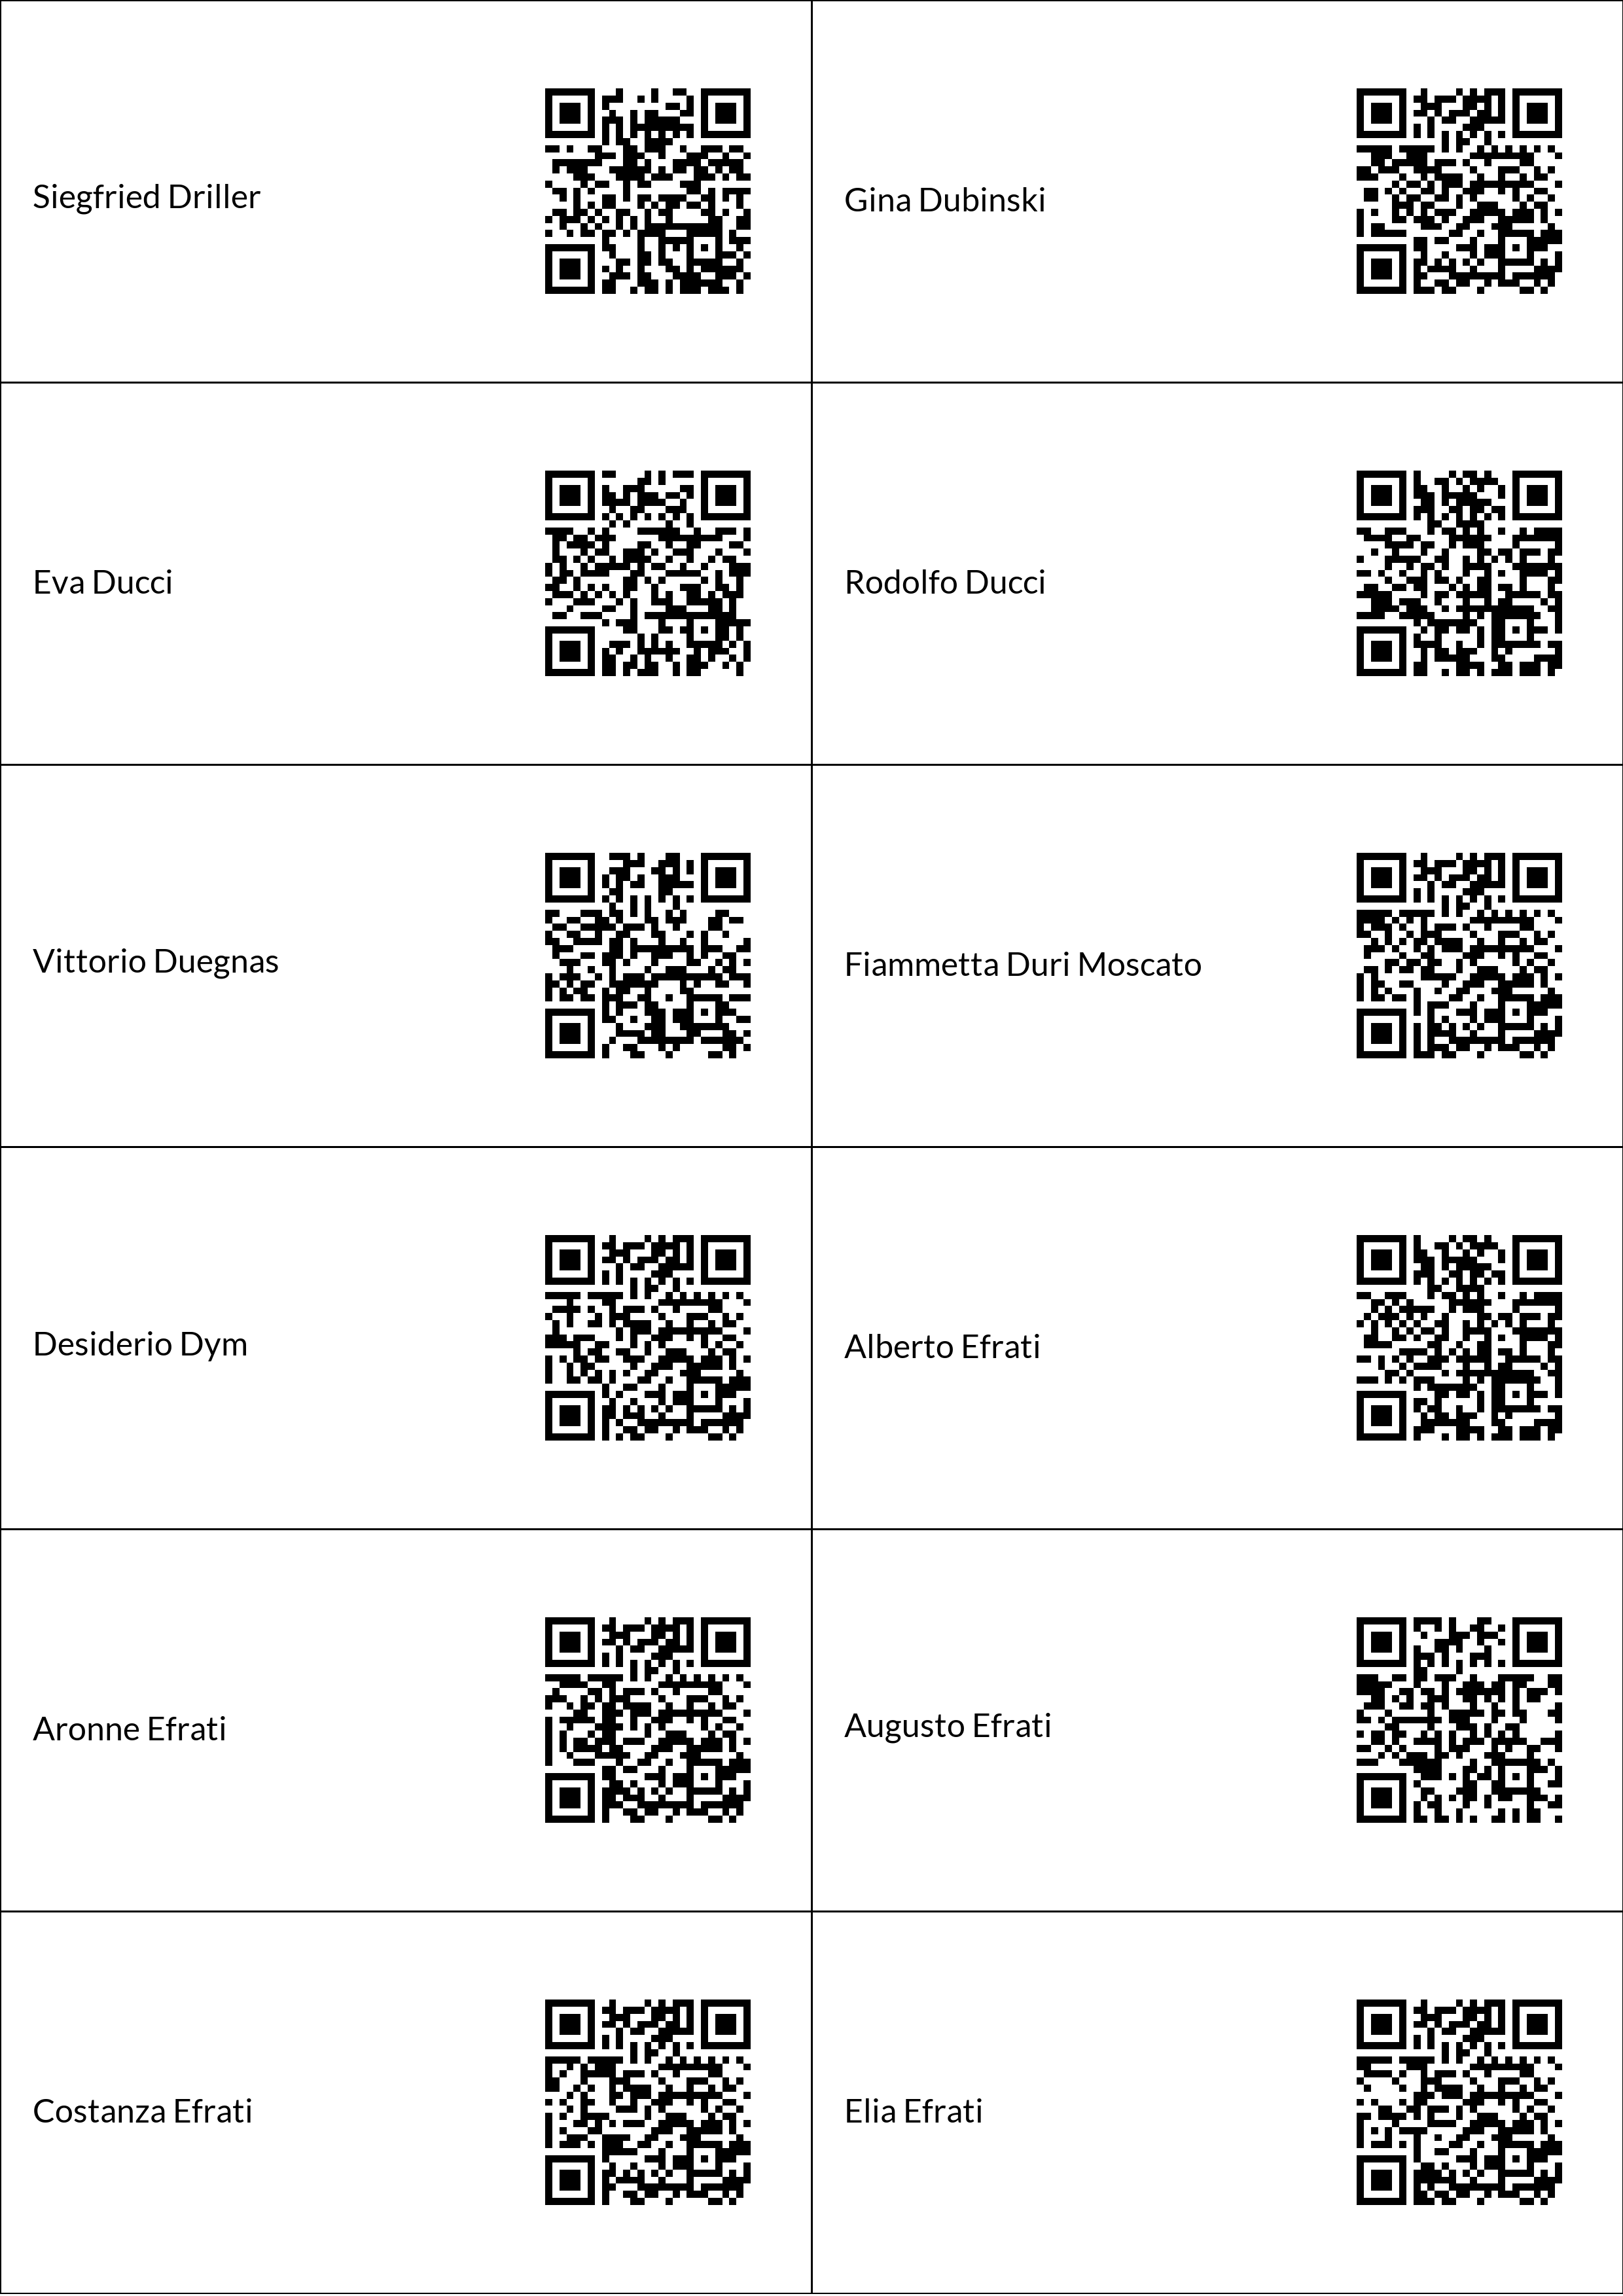 Siegfried Driller
Gina Dubinski
Eva Ducci
Rodolfo Ducci
Vittorio Duegnas
Fiammetta Duri Moscato
Desiderio Dym
Alberto Efrati
Aronne Efrati
Augusto Efrati
Costanza Efrati
Elia Efrati